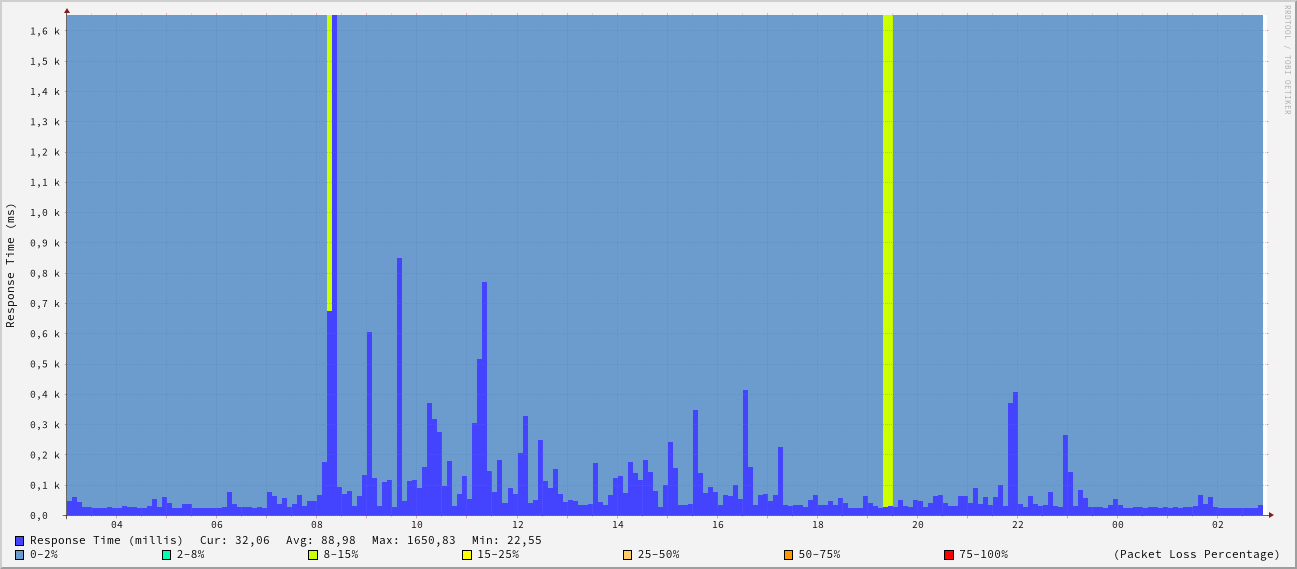 RRDTOOL / TOBI OETIKER
Response Time (ms)
1,6 k
1,5 k
1,4 k
1,3 k
1,2 k
1,1 k
1,0 k
0,9 k
0,8 k
0,7 k
0,6 k
0,5 k
0,4 k
0,3 k
0,2 k
0,1 k
0,0
04 06 08 10 12 14 16 18 20 22 00 02
Response Time (millis) Cur: 32,06 Avg: 88,98 Max: 1650,83 Min: 22,55
0-2% 2-8% 8-15% 15-25% 25-50% 50-75% 75-100% (Packet Loss Percentage)